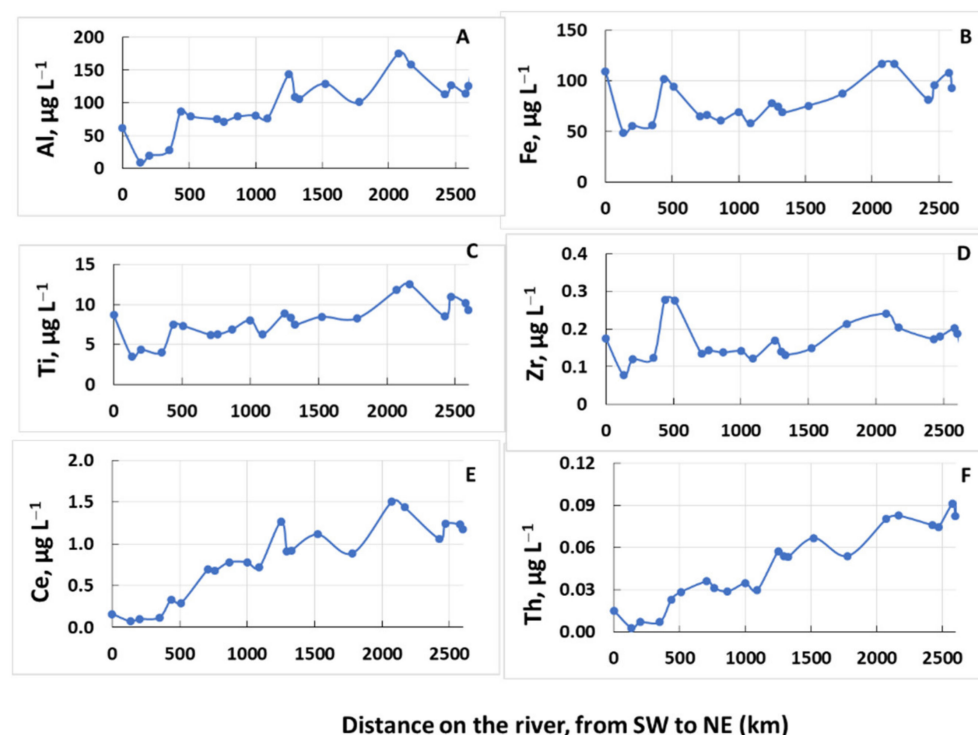 A
Al, µg L⁻¹
200
150
100
50
0
0 500 1000 1500 2000 2500
B
Fe, µg L⁻¹
150
100
50
0
0 500 1000 1500 2000 2500
C
Ti, µg L⁻¹
15
10
5
0
0 500 1000 1500 2000 2500
D
Zr, µg L⁻¹
0.4
0.3
0.2
0.1
0
0 500 1000 1500 2000 2500
E
Ce, µg L⁻¹
2.0
1.5
1.0
0.5
0.0
0 500 1000 1500 2000 2500
F
Th, µg L⁻¹
0.12
0.09
0.06
0.03
0.00
0 500 1000 1500 2000 2500
Distance on the river, from SW to NE (km)